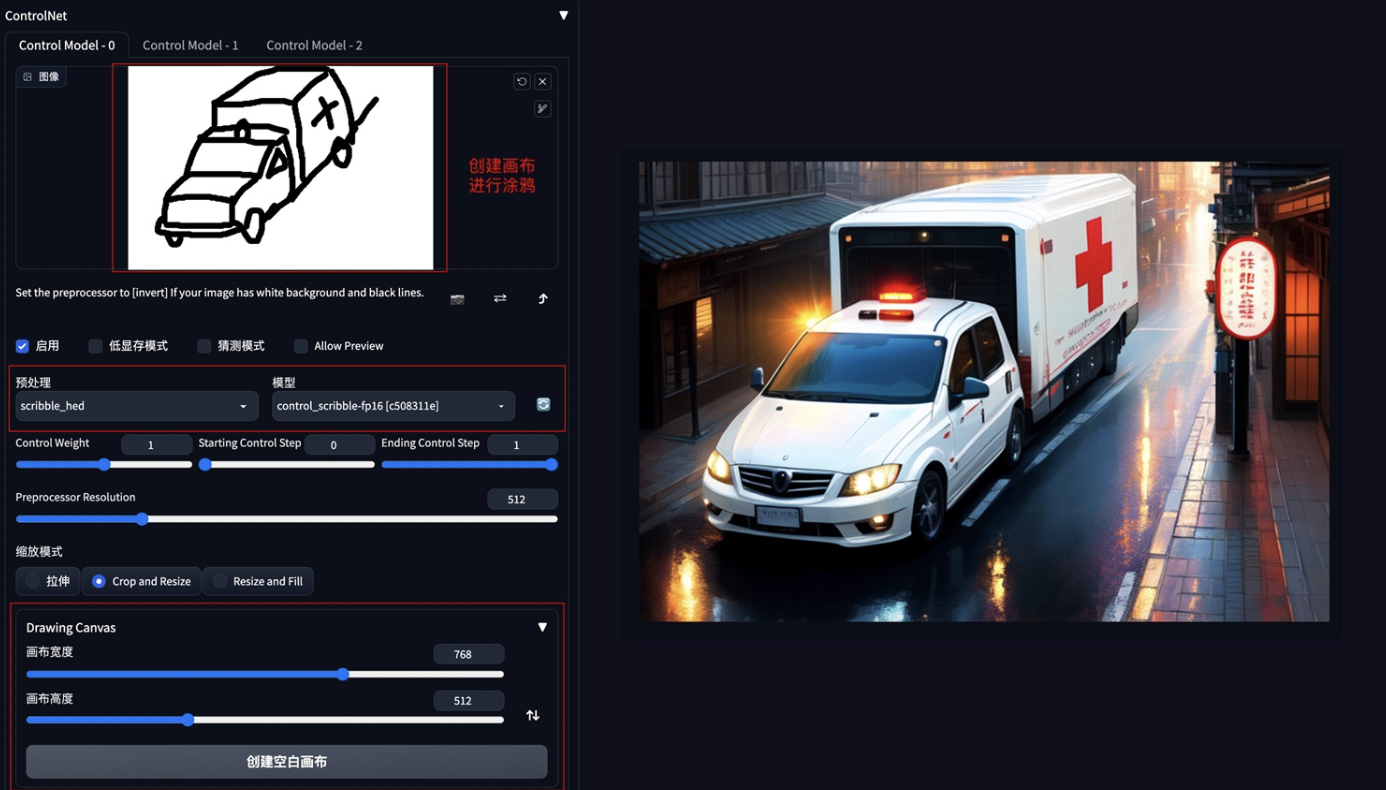 ControlNet
Control Model - 0
Control Model - 1
Control Model - 2
图像
创建画布
进行涂鸦
Set the preprocessor to [invert] If your image has white background and black lines.
启用
低显存模式
猜测模式
Allow Preview
预处理
模型
scribble_hed
control_scribble-fp16 [c508311e]
Control Weight
1
Starting Control Step
0
Ending Control Step
1
Preprocessor Resolution
512
缩放模式
拉伸
Crop and Resize
Resize and Fill
Drawing Canvas
画布宽度
768
画布高度
512
创建空白画布